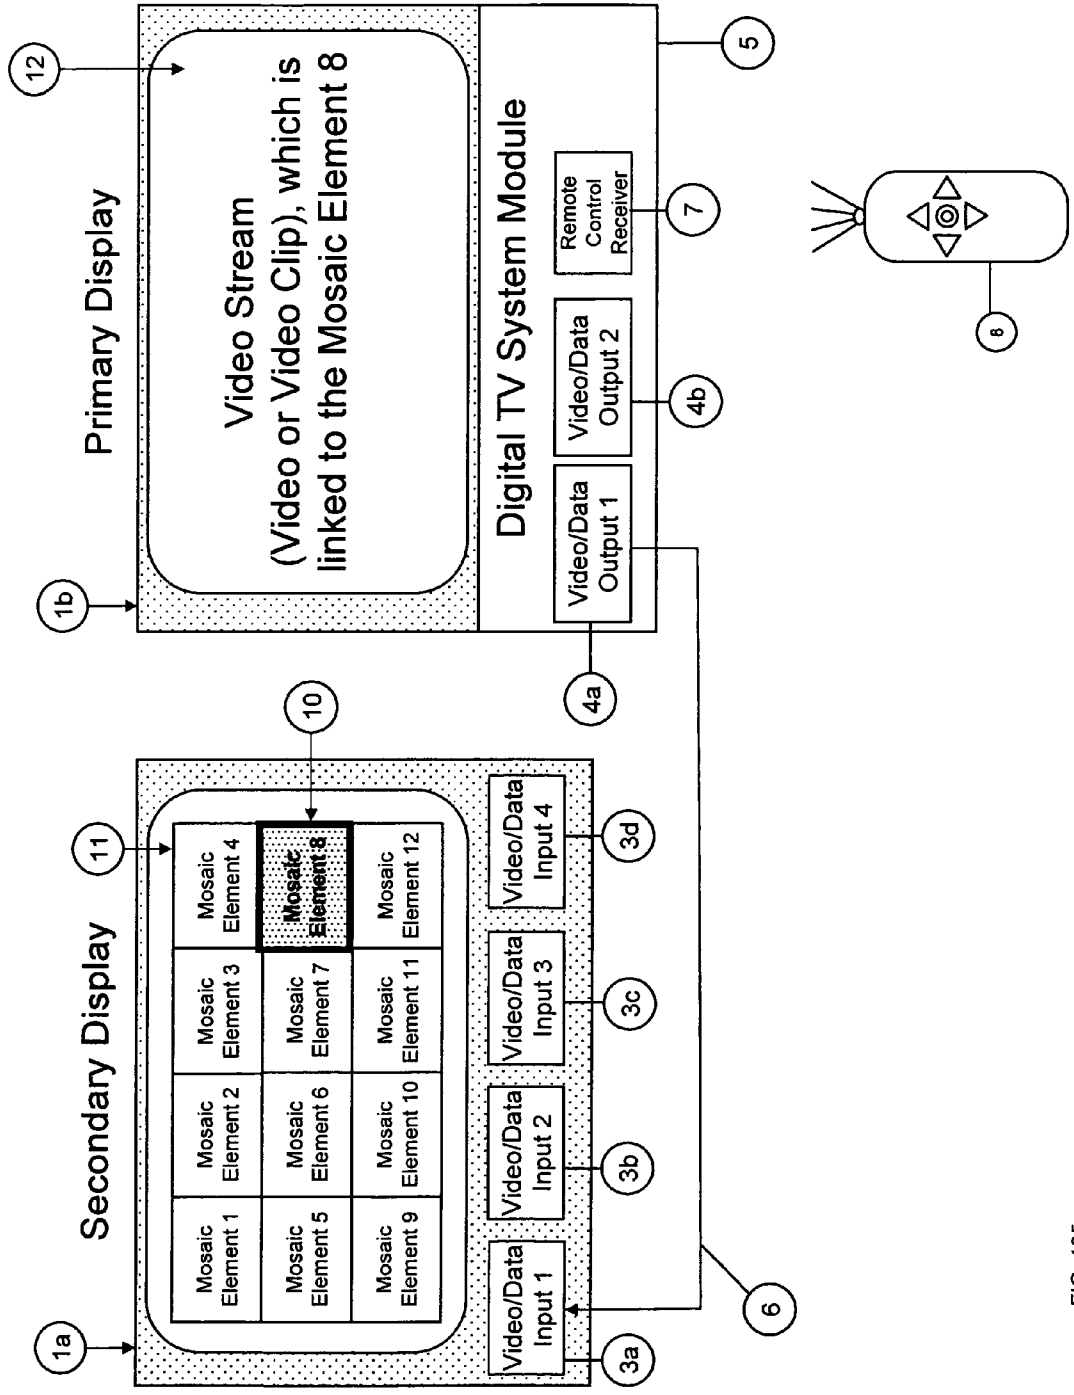 Secondary Display
Primary Display
1a
11
10
1b
12
Mosaic
Element 1
Mosaic
Element 2
Mosaic
Element 3
Mosaic
Element 4
Mosaic
Element 5
Mosaic
Element 6
Mosaic
Element 7
Mosaic
Element 8
Mosaic
Element 9
Mosaic
Element 10
Mosaic
Element 11
Mosaic
Element 12
Video/Data
Input 1
Video/Data
Input 2
Video/Data
Input 3
Video/Data
Input 4
3a
3b
3c
3d
Video Stream
(Video or Video Clip), which is
linked to the Mosaic Element 8
Digital TV System Module
Video/Data
Output 1
Video/Data
Output 2
Remote
Control
Receiver
4a
4b
7
5
6
8